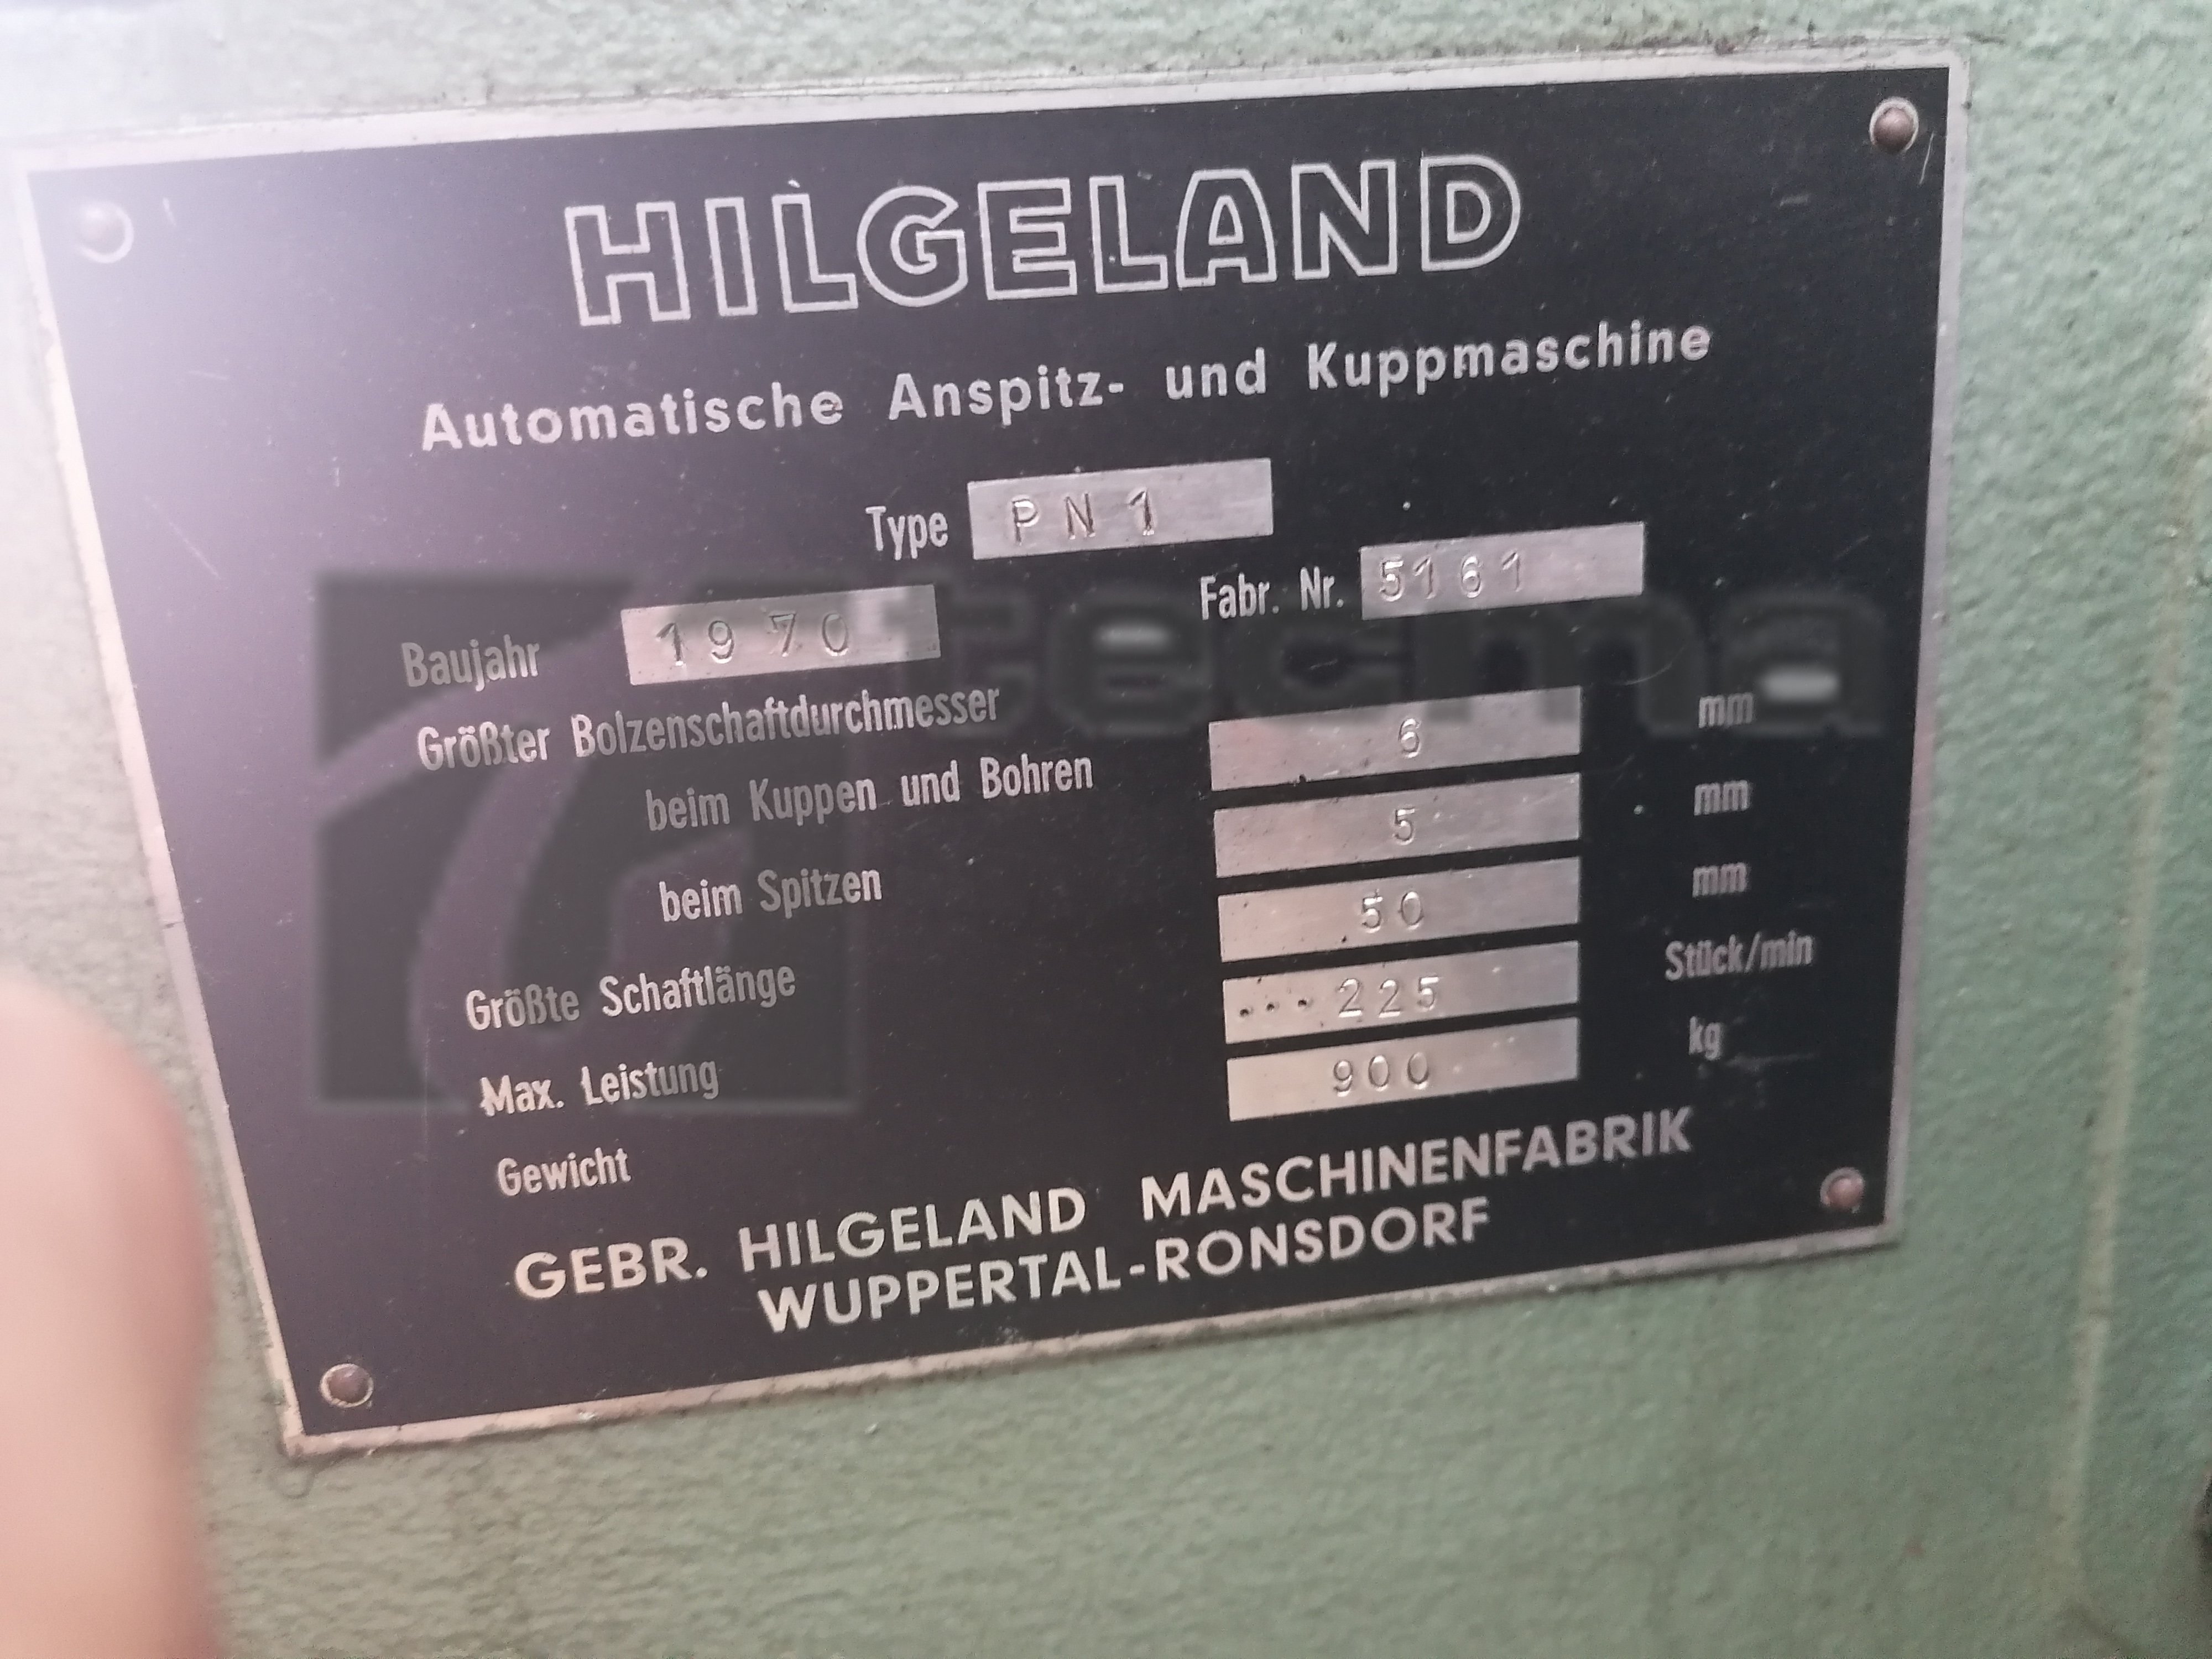 HILGELAND
Automatische Anspitz- und Kuppmaschine
Type PN1
Baujahr 1970 Fabr. Nr. 5161
Größter Bolzenschaftdurchmesser
beim Kuppen und Bohren 6 mm
beim Spitzen 5 mm
Größte Schaftlänge 50 mm
Max. Leistung ...225 Stück/min
Gewicht 900 kg
GEBR. HILGELAND MASCHINENFABRIK
WUPPERTAL-RONSDORF
tecma